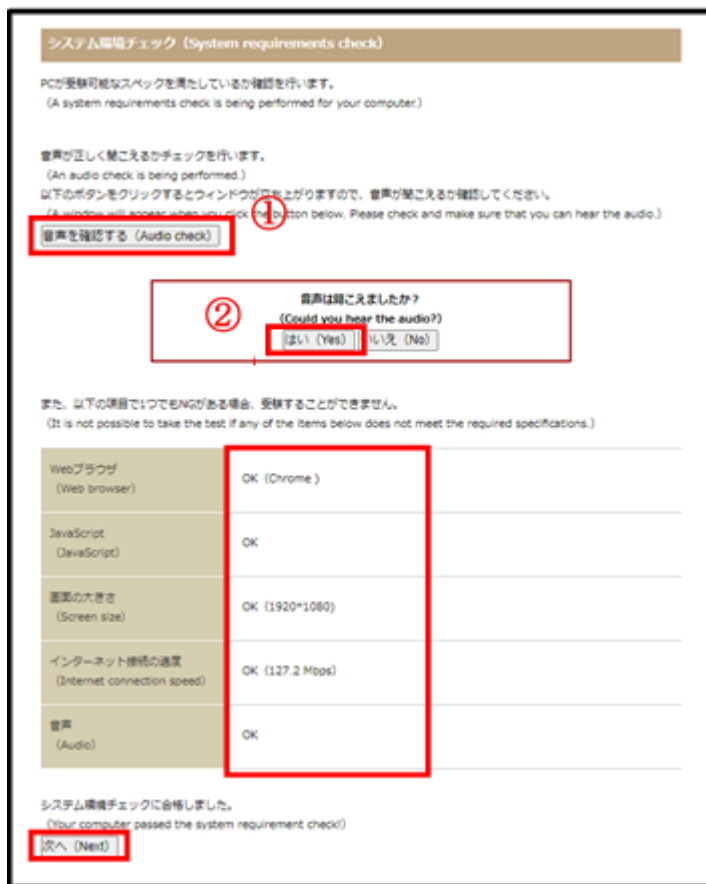 システム環境チェック（System requirements check）
PCが受験可能なスペックを満たしているか確認を行います。
（A system requirements check is being performed for your computer.）
音声が正しく聞こえるかチェックを行います。
（An audio check is being performed.）
以下のボタンをクリックするとウィンドウが立ち上がりますので、音声が聞こえるか確認してください。
（A window will appear when you click the button below. Please check and make sure that you can hear the audio.）
①
音声を確認する（Audio check）
②
音声は聞こえましたか？
（Could you hear the audio?）
はい（Yes） いいえ（No）
また、以下の項目で1つでもNGがある場合、受験することができません。
（It is not possible to take the test if any of the items below does not meet the required specifications.）
Webブラウザ
（Web browser）
OK（Chrome ）
JavaScript
（JavaScript）
OK
画面の大きさ
（Screen size）
OK（1920*1080）
インターネット接続の速度
（Internet connection speed）
OK（127.2 Mbps）
音声
（Audio）
OK
システム環境チェックに合格しました。
（Your computer passed the system requirement check!）
次へ（Next）